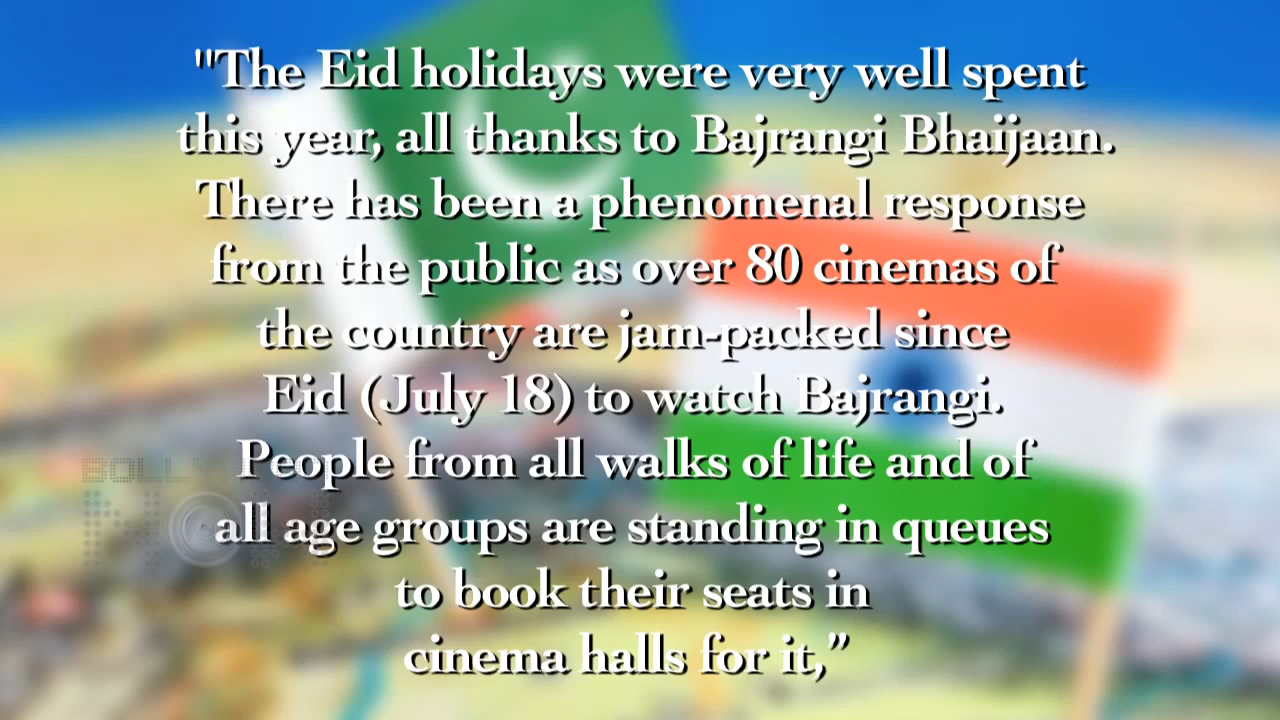 "The Eid holidays were very well spent
this year, all thanks to Bajrangi Bhaijaan.
There has been a phenomenal response
from the public as over 80 cinemas of
the country are jam-packed since
Eid (July 18) to watch Bajrangi.
People from all walks of life and of
all age groups are standing in queues
to book their seats in
cinema halls for it,”